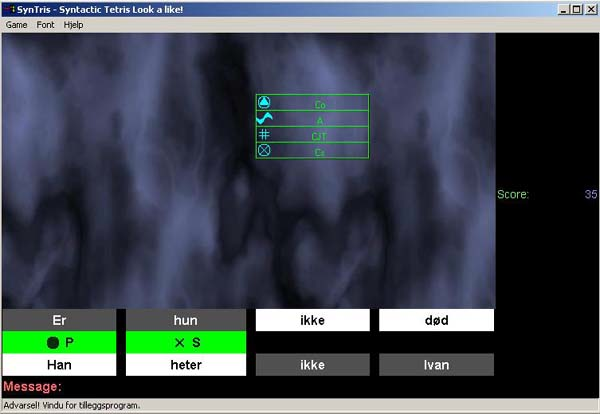 SynTris - Syntactic Tetris Look a like!
Game Font Hjelp
Co
A
CJT
Cs
Score: 35
Er hun ikke død
P S
Han heter ikke Ivan
Message:
Advarsel! Vindu for tilleggsprogram.